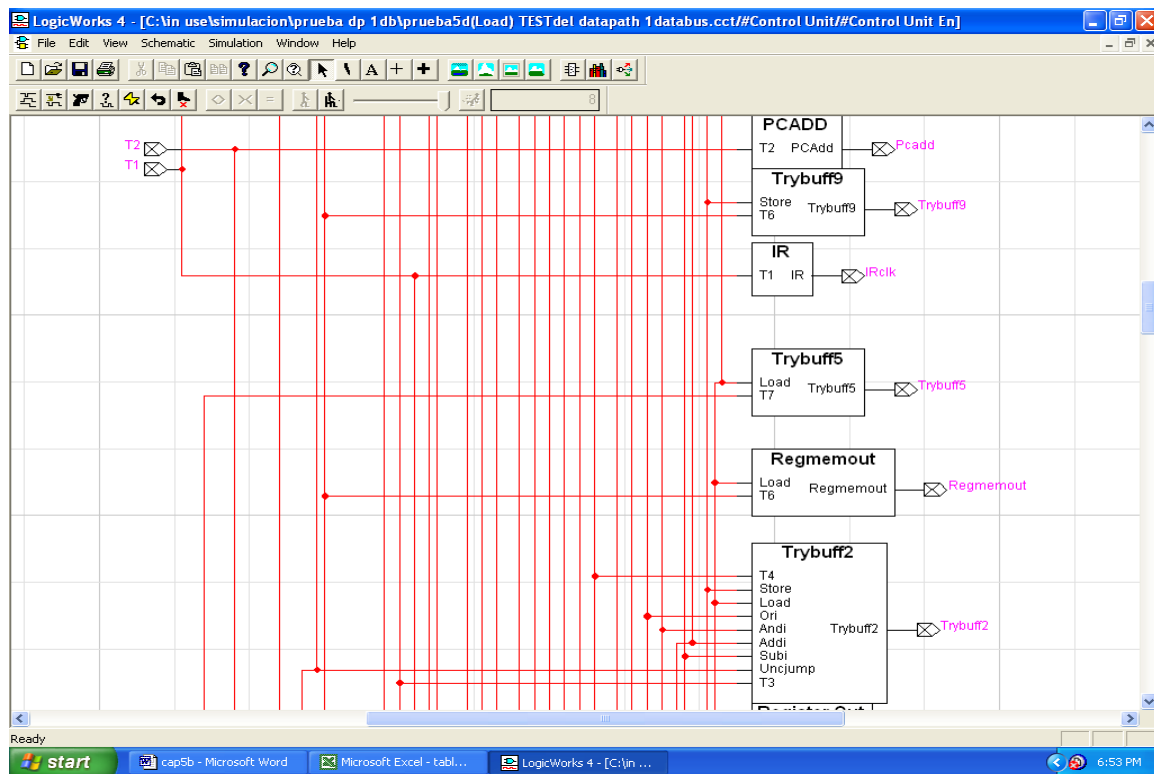 LogicWorks 4 - [C:\in use\simulacion\prueba dp 1db\prueba5d(Load) TESTdel datapath 1databus.cct/#Control Unit/#Control Unit En]
File Edit View Schematic Simulation Window Help
8
T2
T1
PCADD
T2 PCAdd
Pcadd
Trybuff9
Store
T6
Trybuff9
Trybuff9
IR
T1 IR
IRclk
Trybuff5
Load
T7
Trybuff5
Trybuff5
Regmemout
Load
T6
Regmemout
Regmemout
Trybuff2
T4
Store
Load
Ori
Andi
Addi
Subi
Uncjump
T3
Trybuff2
Trybuff2
Ready
start
cap5b - Microsoft Word
Microsoft Excel - tabl...
LogicWorks 4 - [C:\in ...
6:53 PM